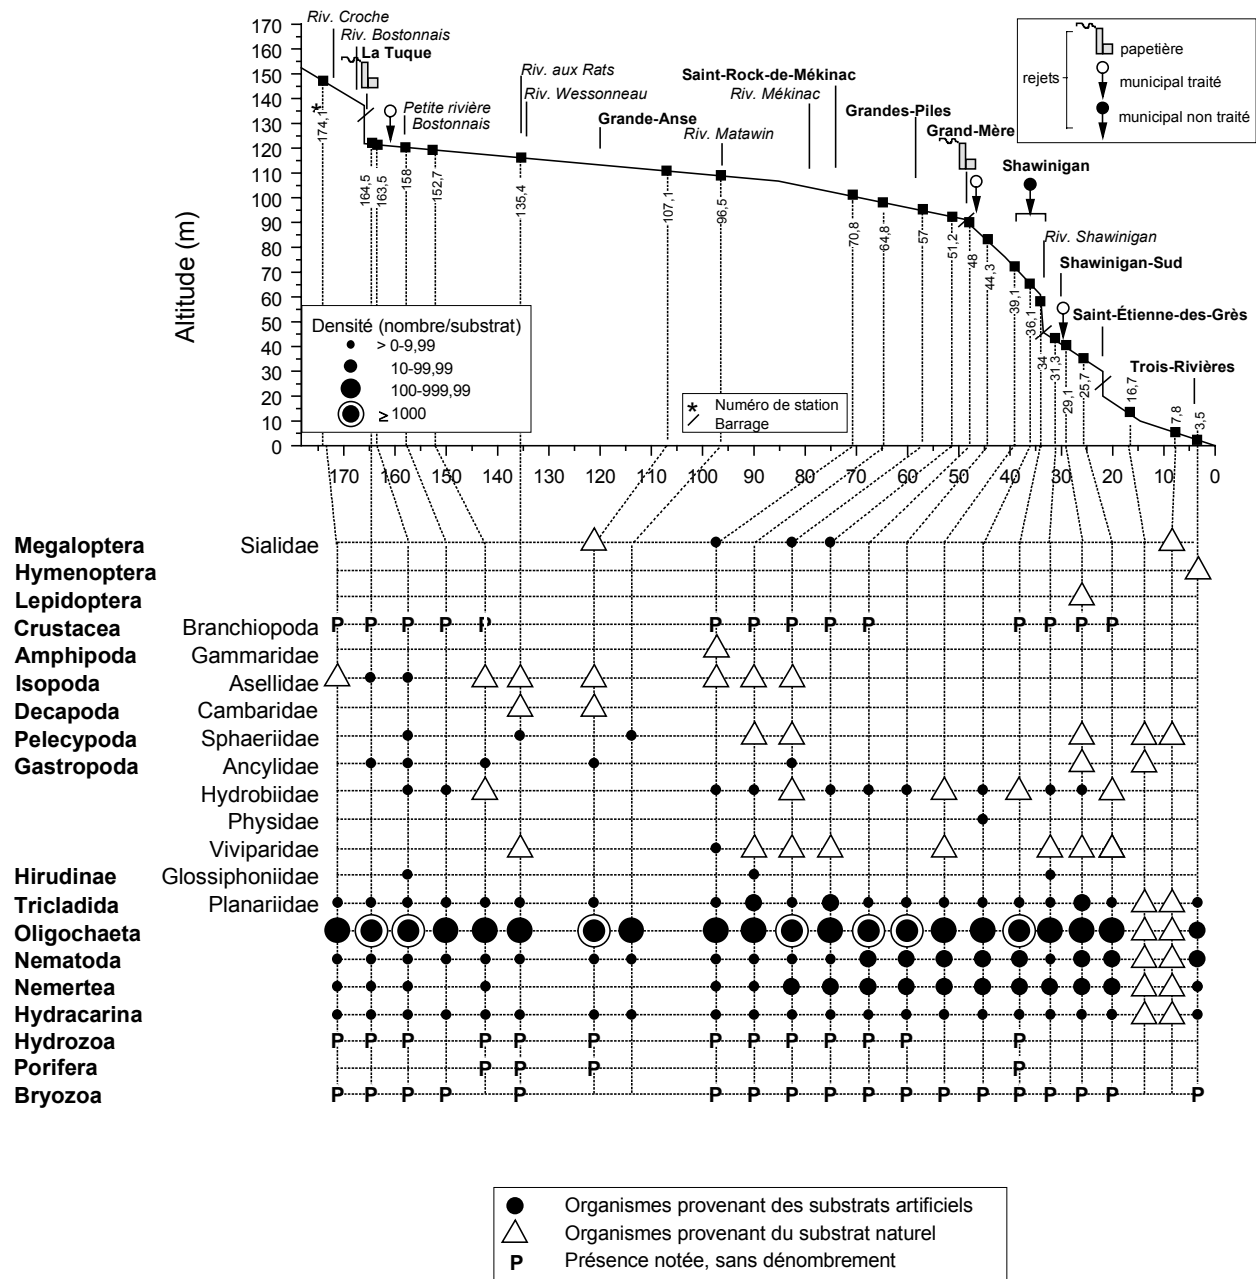 Altitude (m)
170
160
150
140
130
120
110
100
90
80
70
60
50
40
30
20
10
0
Riv. Croche
Riv. Bostonnais
La Tuque
Petite rivière
Bostonnais
Riv. aux Rats
Riv. Wessonneau
Grande-Anse
Saint-Rock-de-Mékinac
Riv. Mékinac
Riv. Matawin
Grandes-Piles
Grand-Mère
Shawinigan
Riv. Shawinigan
Shawinigan-Sud
Saint-Étienne-des-Grès
Trois-Rivières
rejets
papetière
municipal traité
municipal non traité
*
174,1
164,5
163,5
158
152,7
135,4
107,1
96,5
70,8
64,8
57
51,2
48
44,3
39,1
36,1
34
31,3
29,1
25,7
16,7
7,8
3,5
Densité (nombre/substrat)
> 0-9,99
10-99,99
100-999,99
≥ 1000
* Numéro de station
Barrage
170 160 150 140 130 120 110 100 90 80 70 60 50 40 30 20 10 0
Megaloptera Sialidae
Hymenoptera
Lepidoptera
Crustacea Branchiopoda P P P P P P P P P P P P P P
Amphipoda Gammaridae
Isopoda Asellidae
Decapoda Cambaridae
Pelecypoda Sphaeriidae
Gastropoda Ancylidae
Hydrobiidae
Physidae
Viviparidae
Hirudinae Glossiphoniidae
Tricladida Planariidae
Oligochaeta
Nematoda
Nemertea
Hydracarina
Hydrozoa P P P P P P P P P P P P P
Porifera P P P P
Bryozoa P P P P P P P P P P P P P P P P P P
Organismes provenant des substrats artificiels
Organismes provenant du substrat naturel
P Présence notée, sans dénombrement